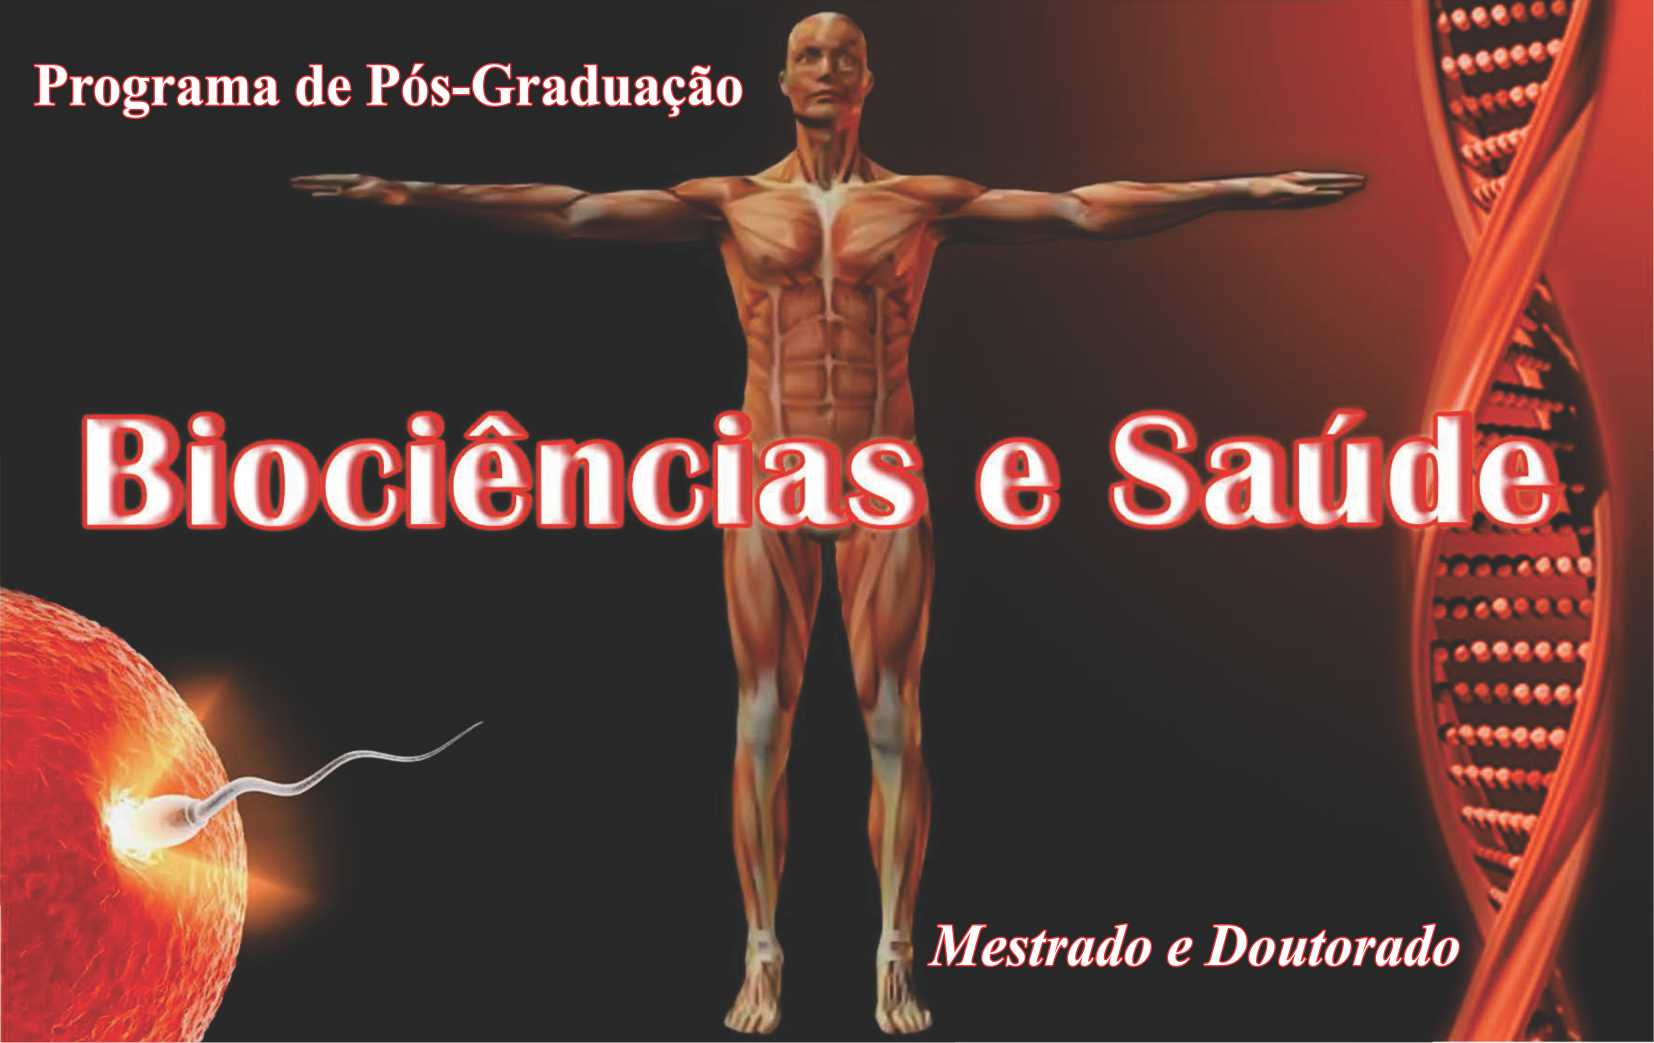 Programa de Pós-Graduação
Biociências e Saúde
Mestrado e Doutorado